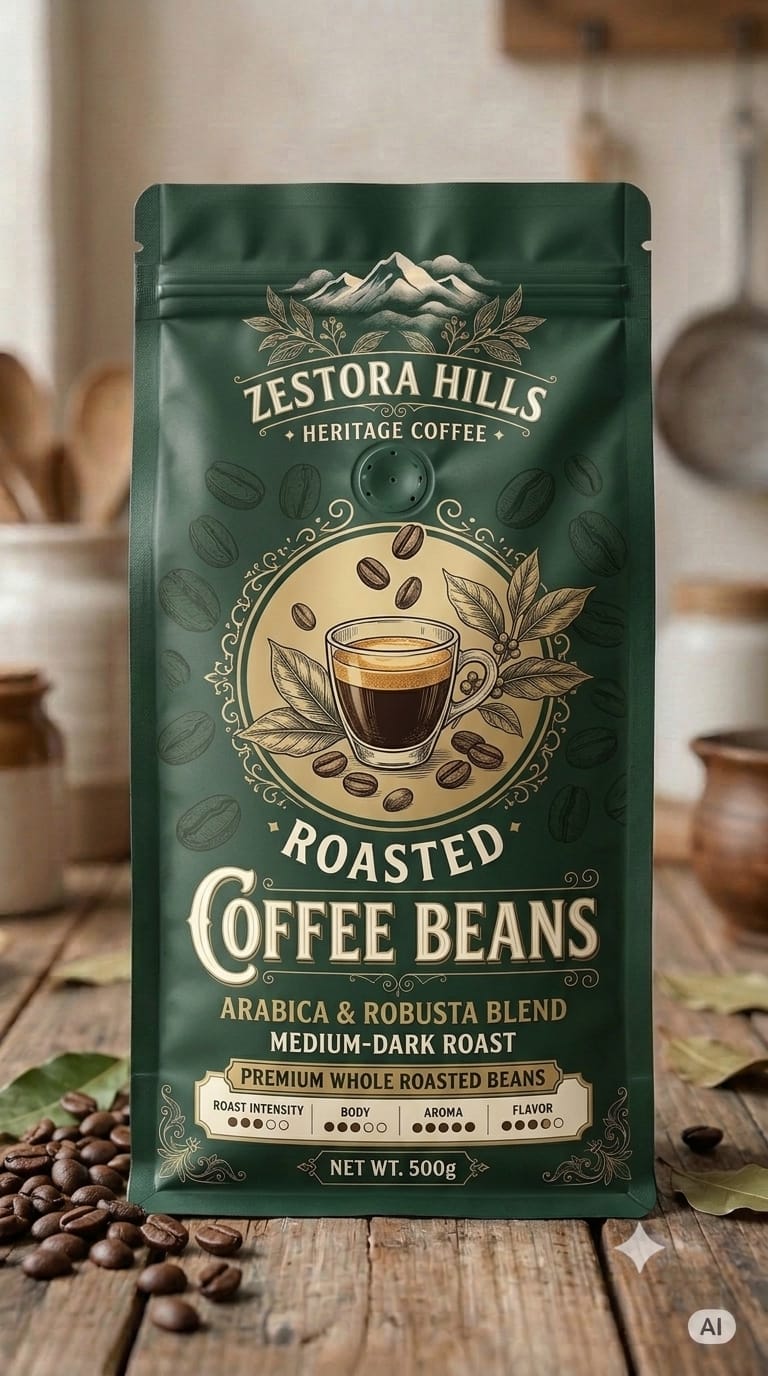 ZESTORA HILLS
HERITAGE COFFEE
ROASTED
COFFEE BEANS
ARABICA & ROBUSTA BLEND
MEDIUM-DARK ROAST
PREMIUM WHOLE ROASTED BEANS
ROAST INTENSITY BODY AROMA FLAVOR
NET WT. 500g
AI